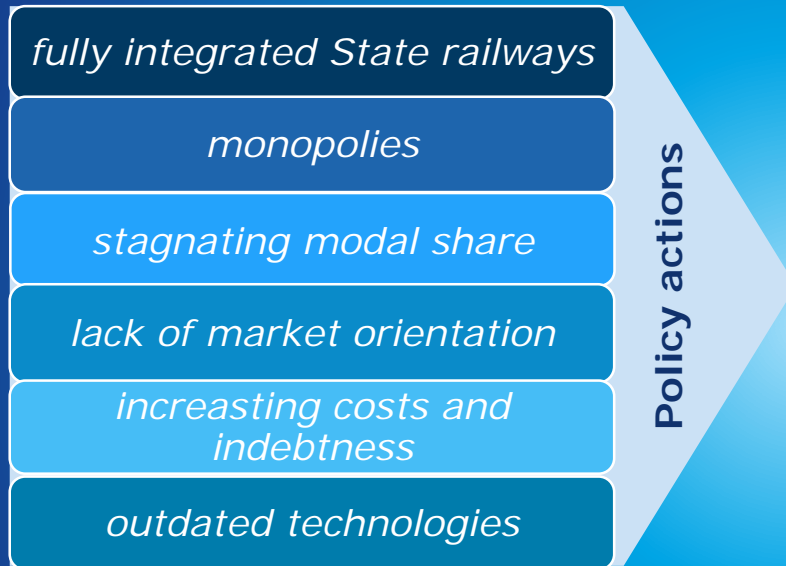 fully integrated State railways
monopolies
stagnating modal share
lack of market orientation
increasting costs and
indebtness
outdated technologies
Policy actions